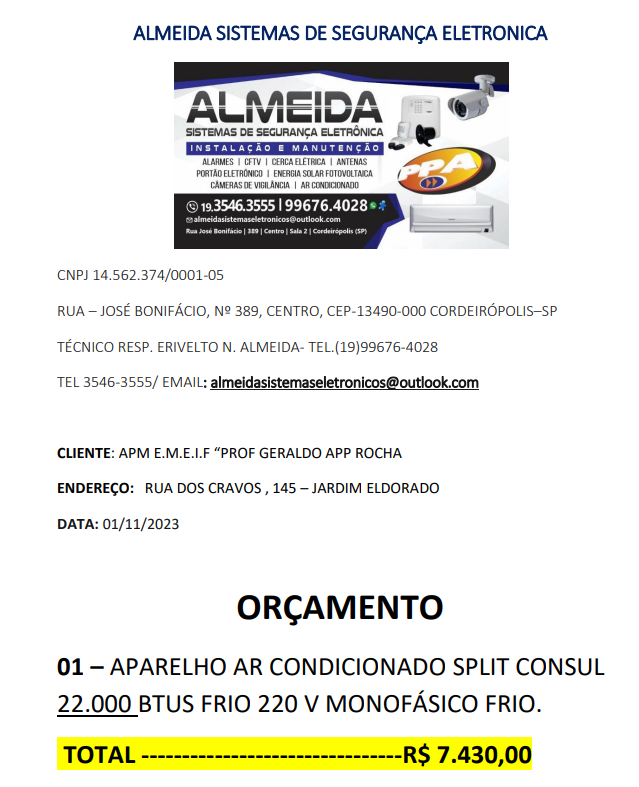 ALMEIDA SISTEMAS DE SEGURANÇA ELETRONICA
ALMEIDA
SISTEMAS DE SEGURANÇA ELETRÔNICA
INSTALAÇÃO E MANUTENÇÃO
ALARMES | CFTV | CERCA ELÉTRICA | ANTENAS
PORTÃO ELETRÔNICO | ENERGIA SOLAR FOTOVOLTAICA
CÂMERAS DE VIGILÂNCIA | AR CONDICIONADO
PPA
19.3546.3555 | 99676.4028
almeidasistemaseletronicos@outlook.com
Rua José Bonifácio | 389 | Centro | Sala 2 | Cordeirópolis (SP)
CNPJ 14.562.374/0001-05
RUA – JOSÉ BONIFÁCIO, Nº 389, CENTRO, CEP-13490-000 CORDEIRÓPOLIS–SP
TÉCNICO RESP. ERIVELTO N. ALMEIDA- TEL.(19)99676-4028
TEL 3546-3555/ EMAIL: almeidasistemaseletronicos@outlook.com
CLIENTE: APM E.M.E.I.F “PROF GERALDO APP ROCHA
ENDEREÇO: RUA DOS CRAVOS , 145 – JARDIM ELDORADO
DATA: 01/11/2023
ORÇAMENTO
01 – APARELHO AR CONDICIONADO SPLIT CONSUL
22.000 BTUS FRIO 220 V MONOFÁSICO FRIO.
TOTAL --------------------------------R$ 7.430,00